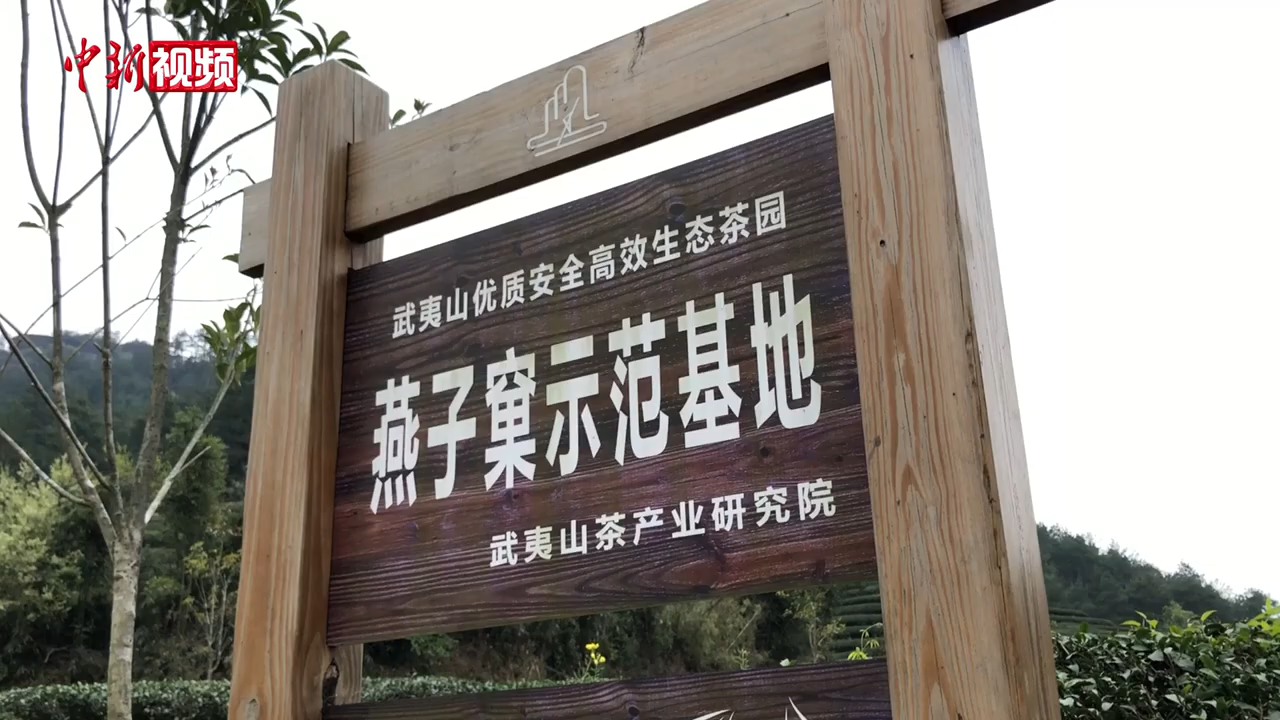 中新视频
武夷山优质安全高效生态茶园
燕子窠示范基地
武夷山茶产业研究院